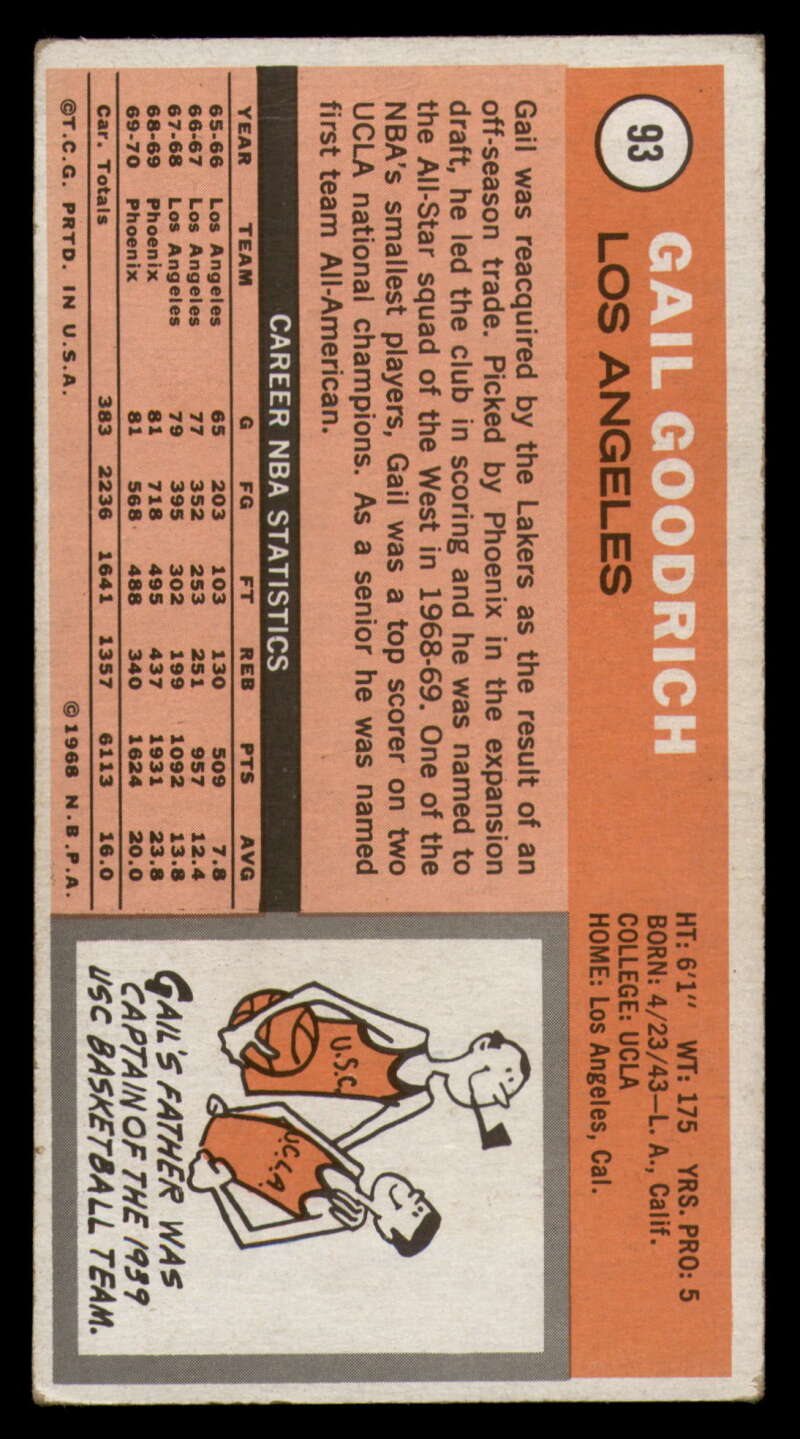 93
GAIL GOODRICH
LOS ANGELES
HT: 6'1" WT: 175 YRS. PRO: 5
BORN: 4/23/43—L. A., Calif.
COLLEGE: UCLA
HOME: Los Angeles, Cal.
Gail was reacquired by the Lakers as the result of an
off-season trade. Picked by Phoenix in the expansion
draft, he led the club in scoring and he was named to
the All-Star squad of the West in 1968-69. One of the
NBA's smallest players, Gail was a top scorer on two
UCLA national champions. As a senior he was named
first team All-American.
CAREER NBA STATISTICS
YEAR TEAM G FG FT REB PTS AVG
65-66 Los Angeles 65 203 103 130 509 7.8
66-67 Los Angeles 77 352 253 251 957 12.4
67-68 Los Angeles 79 395 302 199 1092 13.8
68-69 Phoenix 81 718 495 437 1931 23.8
69-70 Phoenix 81 568 488 340 1624 20.0
Car. Totals 383 2236 1641 1357 6113 16.0
©T.C.G. PRTD. IN U.S.A. ©1968 N.B.P.A.
U.S.C.
U.C.L.A.
GAIL'S FATHER WAS
CAPTAIN OF THE 1939
USC BASKETBALL TEAM.